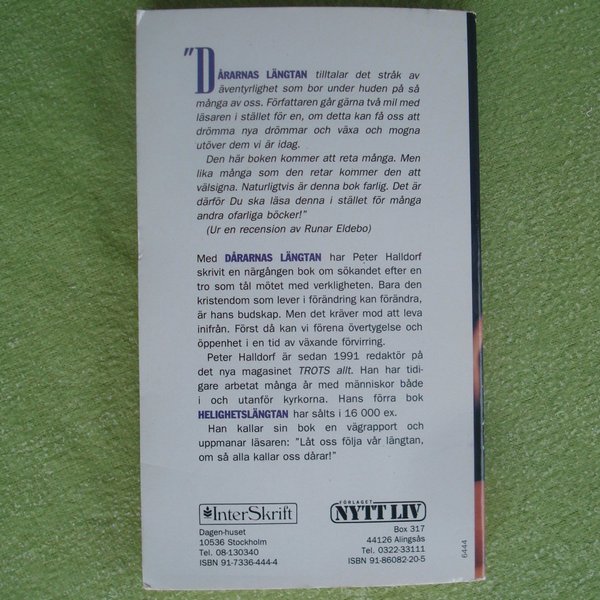 "DÅRARNAS LÄNGTAN tilltalar det stråk av
äventyrlighet som bor under huden på så
många av oss. Författaren går gärna två mil med
läsaren i stället för en, om detta kan få oss att
drömma nya drömmar och växa och mogna
utöver dem vi är idag.
Den här boken kommer att reta många. Men
lika många som den retar kommer den att
välsigna. Naturligtvis är denna bok farlig. Det är
därför Du ska läsa denna i stället för många
andra ofarliga böcker!"
(Ur en recension av Runar Eldebo)
Med DÅRARNAS LÄNGTAN har Peter Halldorf
skrivit en närgången bok om sökandet efter en
tro som tål mötet med verkligheten. Bara den
kristendom som lever i förändring kan förändra,
är hans budskap. Men det kräver mod att leva
inifrån. Först då kan vi förena övertygelse och
öppenhet i en tid av växande förvirring.
Peter Halldorf är sedan 1991 redaktör på
det nya magasinet TROTS allt. Han har tidi-
gare arbetat många år med människor både
i och utanför kyrkorna. Hans förra bok
HELIGHETSLÄNGTAN har sålts i 16 000 ex.
Han kallar sin bok en vägrapport och
uppmanar läsaren: "Låt oss följa vår längtan,
om så alla kallar oss dårar!"
InterSkrift
Dagen-huset
10536 Stockholm
Tel. 08-130340
ISBN 91-7336-444-4
FÖRLAGET
NYTT LIV
Box 317
44126 Alingsås
Tel. 0322-33111
ISBN 91-86082-20-5
6444